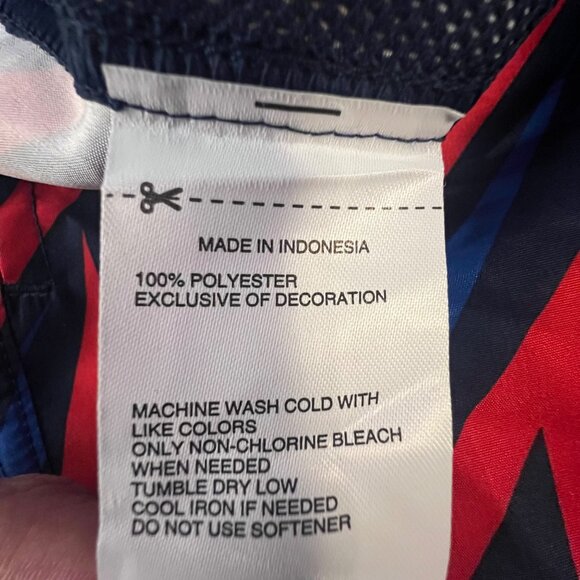 MADE IN INDONESIA
100% POLYESTER
EXCLUSIVE OF DECORATION
MACHINE WASH COLD WITH
LIKE COLORS
ONLY NON-CHLORINE BLEACH
WHEN NEEDED
TUMBLE DRY LOW
COOL IRON IF NEEDED
DO NOT USE SOFTENER